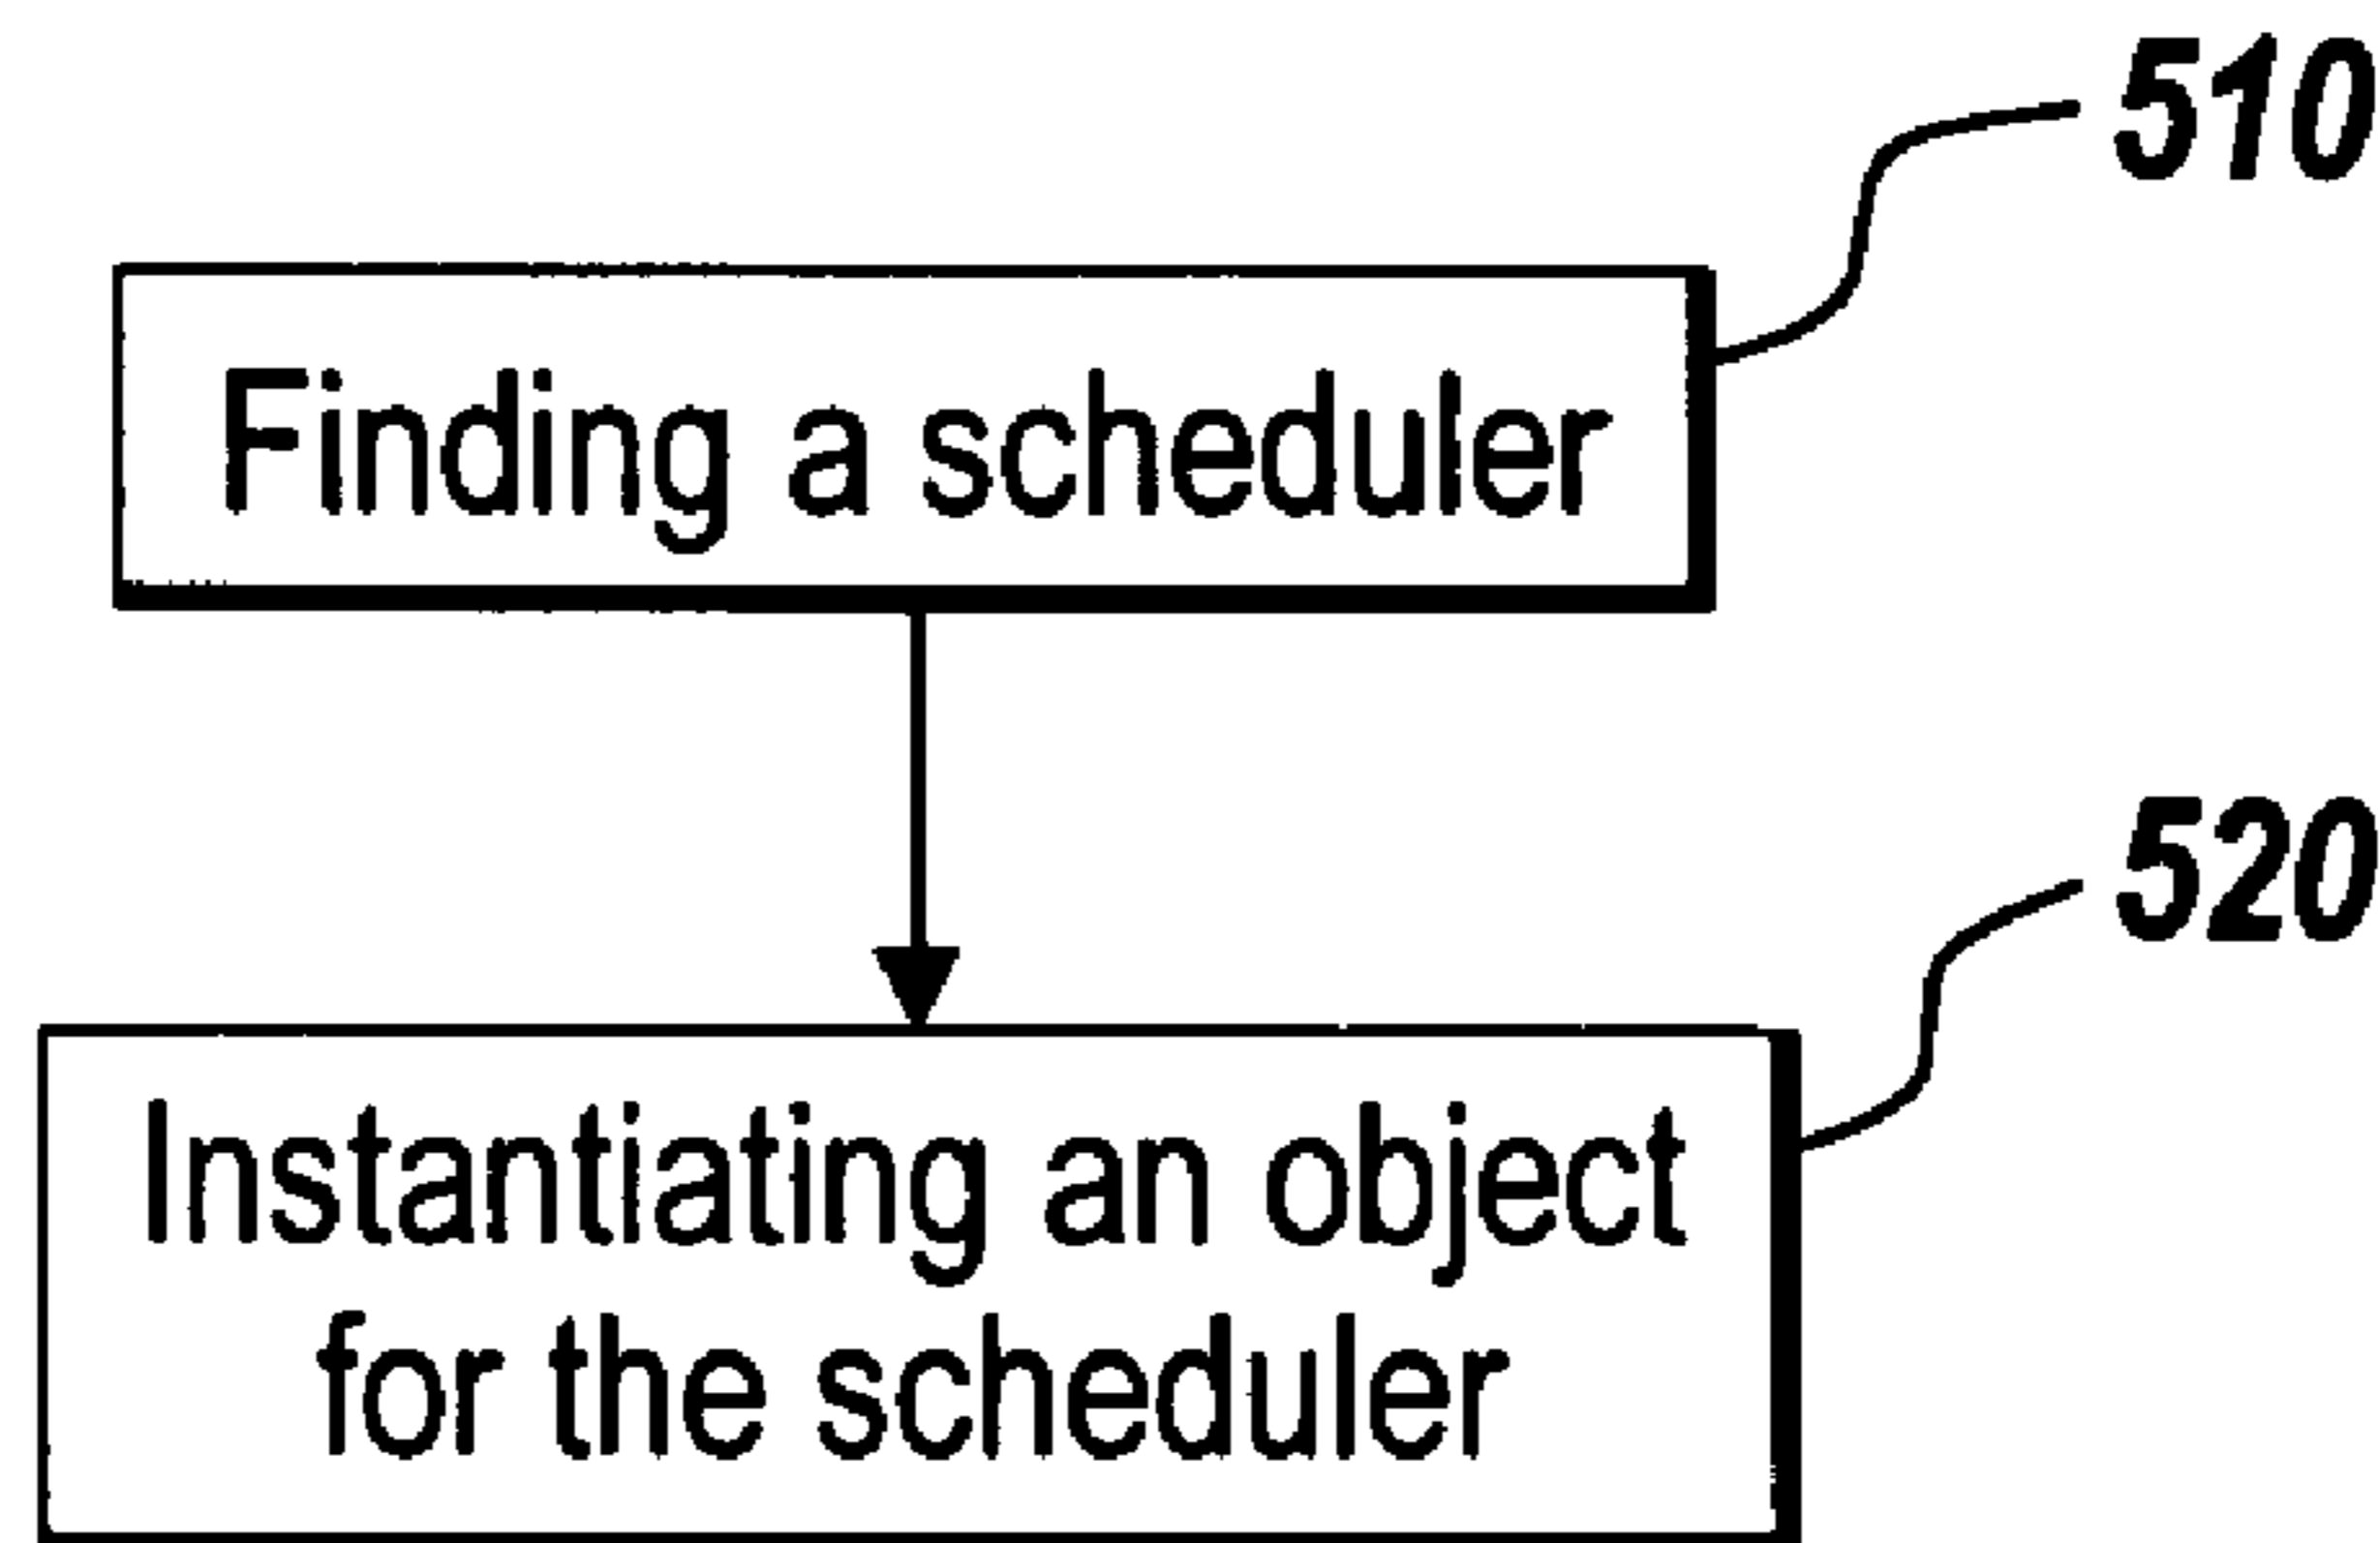 510
Finding a scheduler
520
Instantiating an object
for the scheduler